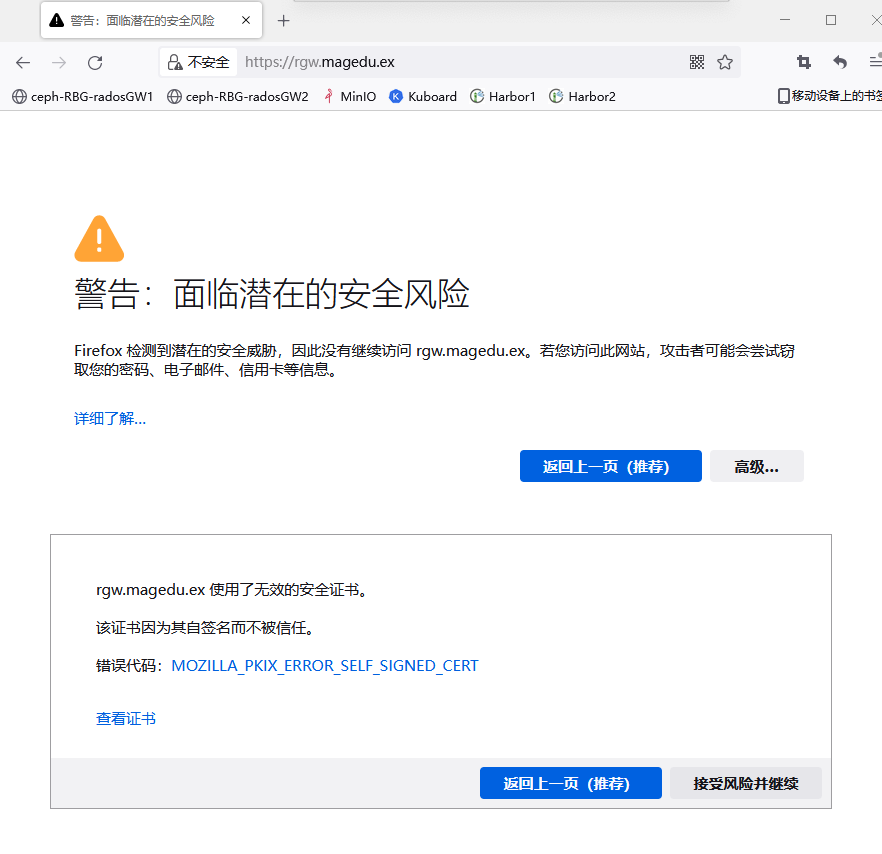 警告：面临潜在的安全风险
不安全 https://rgw.magedu.ex
ceph-RBG-radosGW1 ceph-RBG-radosGW2 MinIO Kuboard Harbor1 Harbor2 移动设备上的书签
警告：面临潜在的安全风险
Firefox 检测到潜在的安全威胁，因此没有继续访问 rgw.magedu.ex。若您访问此网站，攻击者可能会尝试窃
取您的密码、电子邮件、信用卡等信息。
详细了解...
返回上一页（推荐） 高级...
rgw.magedu.ex 使用了无效的安全证书。
该证书因为其自签名而不被信任。
错误代码：MOZILLA_PKIX_ERROR_SELF_SIGNED_CERT
查看证书
返回上一页（推荐） 接受风险并继续